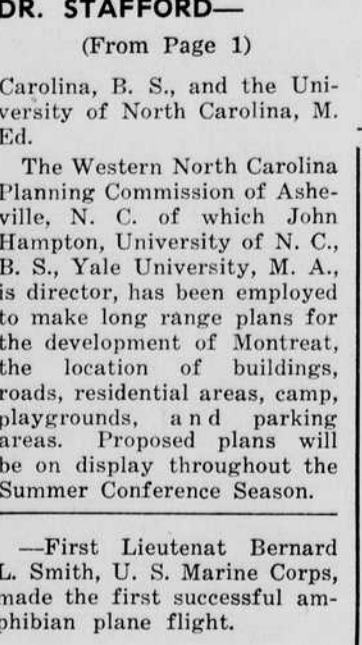 DR. STAFFORD—
(From Page 1)
Carolina, B. S., and the Uni-
versity of North Carolina, M.
Ed.
The Western North Carolina
Planning Commission of Ashe-
ville, N. C. of which John
Hampton, University of N. C.,
B. S., Yale University, M. A.,
is director, has been employed
to make long range plans for
the development of Montreat,
the location of buildings,
roads, residential areas, camp,
playgrounds, and parking
areas. Proposed plans will
be on display throughout the
Summer Conference Season.
—First Lieutenat Bernard
L. Smith, U. S. Marine Corps,
made the first successful am-
phibian plane flight.